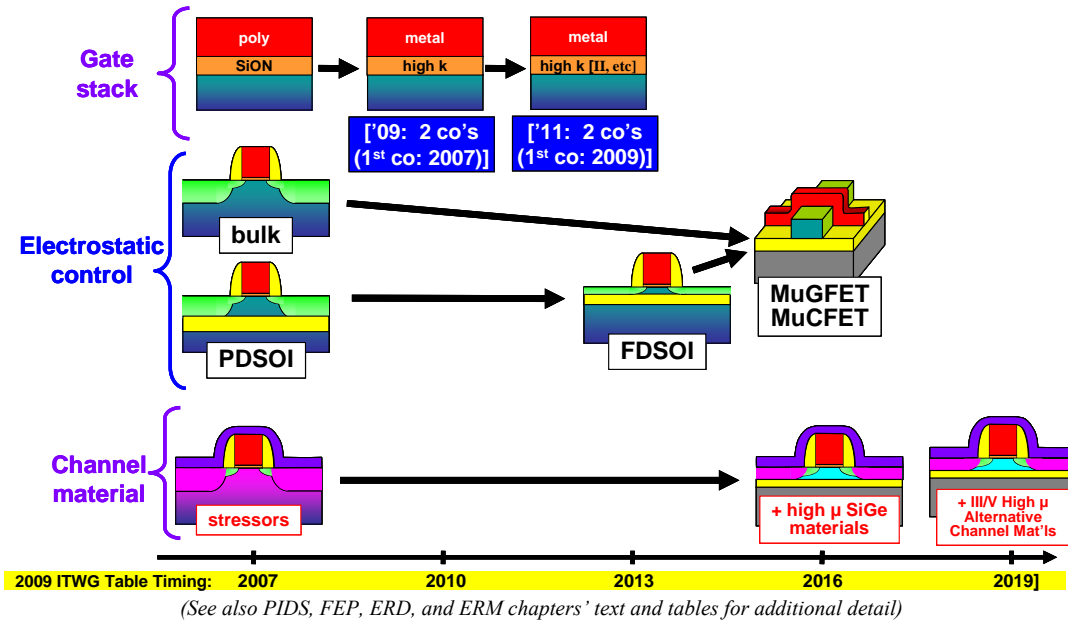 Gate
stack
poly
SiON
metal
high k
metal
high k [II, etc]
['09: 2 co's
(1st co: 2007)]
['11: 2 co's
(1st co: 2009)]
Electrostatic
control
bulk
PDSOI
FDSOI
MuGFET
MuCFET
Channel
material
stressors
+ high µ SiGe
materials
+ III/V High µ
Alternative
Channel Mat'ls
2009 ITWG Table Timing: 2007 2010 2013 2016 2019]
(See also PIDS, FEP, ERD, and ERM chapters' text and tables for additional detail)